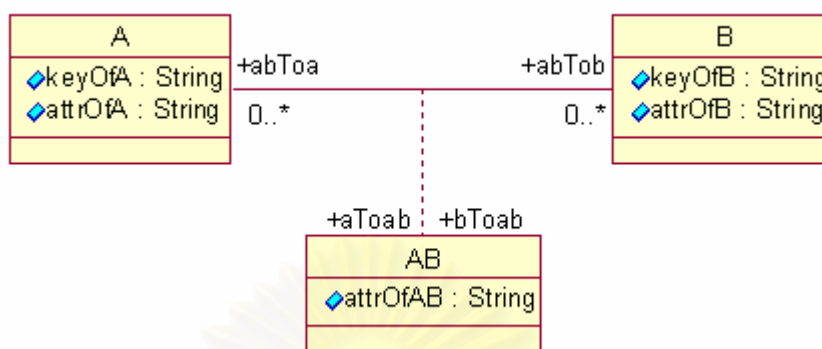 A
keyOfA : String
attrOfA : String
+abToa
0..*
+abTob
0..*
B
keyOfB : String
attrOfB : String
+aToab
+bToab
AB
attrOfAB : String